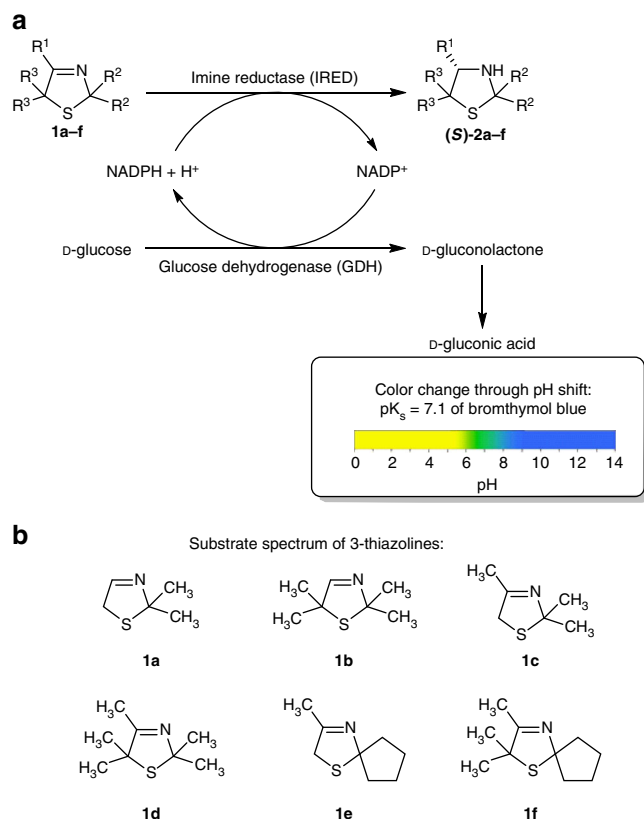 a
R¹
N
R³
R³
S
R²
R²
1a–f
Imine reductase (IRED)
R¹
NH
R³
R³
S
R²
R²
(S)-2a–f
NADPH + H⁺
NADP⁺
D-glucose
Glucose dehydrogenase (GDH)
D-gluconolactone
D-gluconic acid
Color change through pH shift:
pKₛ = 7.1 of bromthymol blue
0 2 4 6 8 10 12 14
pH
b
Substrate spectrum of 3-thiazolines:
N
CH₃
CH₃
S
1a
H₃C
N
CH₃
H₃C
S
CH₃
1b
H₃C
N
CH₃
S
CH₃
1c
H₃C
H₃C
N
CH₃
H₃C
S
CH₃
1d
H₃C
N
S
1e
H₃C
H₃C
N
H₃C
S
1f